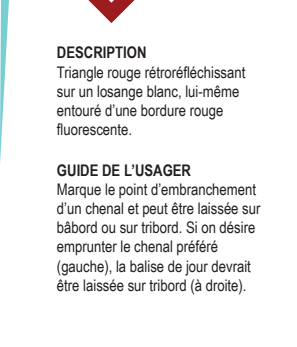 DESCRIPTION
Triangle rouge rétroréfléchissant
sur un losange blanc, lui-même
entouré d'une bordure rouge
fluorescente.
GUIDE DE L'USAGER
Marque le point d'embranchement
d'un chenal et peut être laissée sur
bâbord ou sur tribord. Si on désire
emprunter le chenal préféré
(gauche), la balise de jour devrait
être laissée sur tribord (à droite).